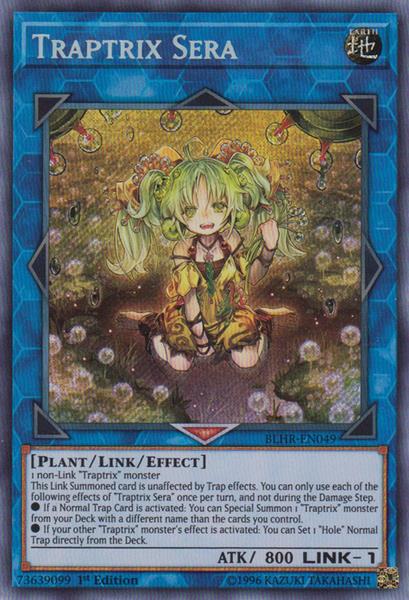 TRAPTRIX SERA
EARTH
地
BLHR-EN049
[PLANT/LINK/EFFECT]
1 non-Link "Traptrix" monster
This Link Summoned card is unaffected by Trap effects. You can only use each of the
following effects of "Traptrix Sera" once per turn, and not during the Damage Step.
● If a Normal Trap Card is activated: You can Special Summon 1 "Traptrix" monster
from your Deck with a different name than the cards you control.
● If your other "Traptrix" monster's effect is activated: You can Set 1 "Hole" Normal
Trap directly from the Deck.
ATK/ 800 LINK-1
73639099 1st Edition ©1996 KAZUKI TAKAHASHI